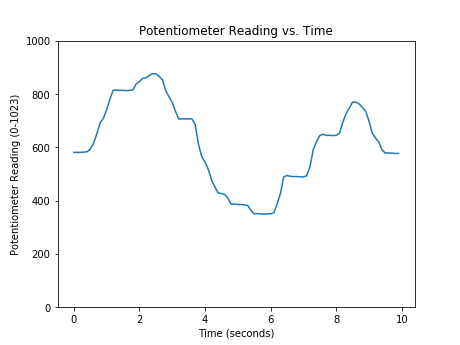 Potentiometer Reading vs. Time
1000
800
600
400
200
0
Potentiometer Reading (0-1023)
0 2 4 6 8 10
Time (seconds)